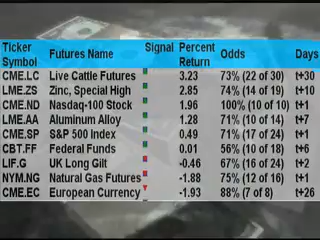 Ticker Symbol Futures Name Signal Percent Return Odds Days
CME.LC Live Cattle Futures 3.23 73% (22 of 30) t+30
LME.ZS Zinc, Special High 2.85 74% (14 of 19) t+16
CME.ND Nasdaq-100 Stock 1.96 100% (10 of 10) t+1
LME.AA Aluminum Alloy 1.28 71% (10 of 14) t+7
CME.SP S&P 500 Index 0.49 71% (17 of 24) t+1
CBT.FF Federal Funds 0.01 56% (10 of 18) t+6
LIF.G UK Long Gilt -0.46 67% (16 of 24) t+2
NYM.NG Natural Gas Futures -1.88 75% (12 of 16) t+1
CME.EC European Currency -1.93 88% (7 of 8) t+26